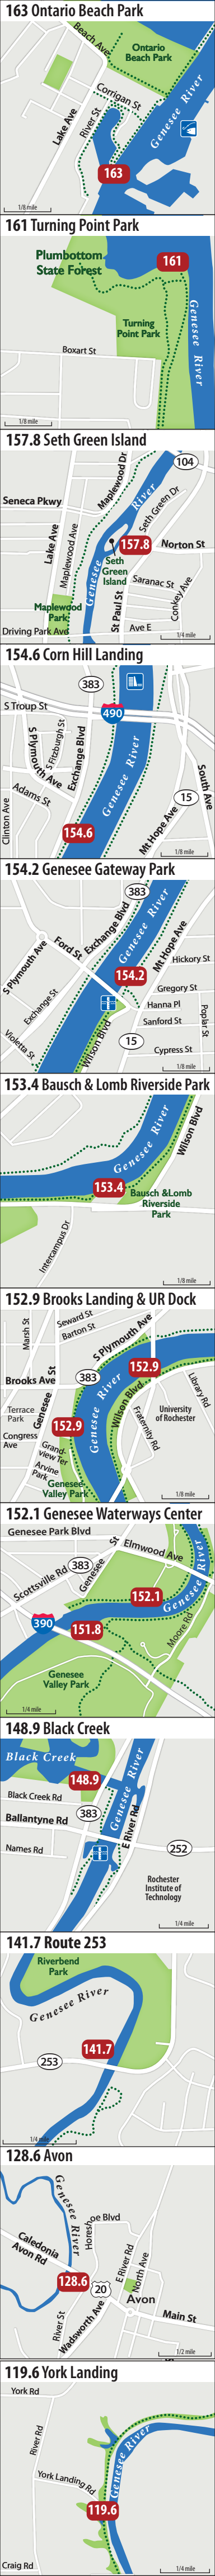 163 Ontario Beach Park
Beach Ave
Ontario
Beach Park
Corrigan St
Lake Ave
River St
Genesee River
163
1/8 mile
161 Turning Point Park
Plumbottom
State Forest
161
Turning
Point Park
Genesee River
Boxart St
1/8 mile
157.8 Seth Green Island
Maplewood Dr
104
River
Seneca Pkwy
Seth Green Dr
Lake Ave
Maplewood Ave
157.8
Norton St
Seth
Green
Island
Genesee
Saranac St
Conkey Ave
Maplewood
Park
St Paul St
Driving Park Ave
Ave E
1/4 mile
154.6 Corn Hill Landing
383
S Troup St
490
S Plymouth Ave
S Fitzhurgh St
Exchange Blvd
Genesee River
South Ave
15
Adams St
Clinton Ave
154.6
Mt Hope Ave
1/8 mile
154.2 Genesee Gateway Park
383
Exchange Blvd
Genesee River
Ford St
Mt Hope Ave
S Plymouth Ave
Hickory St
154.2
Exchange St
Gregory St
Hanna Pl
Sanford St
Poplar St
Violetta St
Wilson Blvd
15
Cypress St
1/8 mile
153.4 Bausch & Lomb Riverside Park
Genesee River
Wilson Blvd
153.4
Bausch &Lomb
Riverside
Park
Intercampus Dr
1/8 mile
152.9 Brooks Landing & UR Dock
Marsh St
Seward St
Barton St
S Plymouth Ave
152.9
Brooks Ave
383
Genesee St
Genesee River
Wilson Blvd
Library Rd
Terrace
Park
Congress
Ave
152.9
Fraternity Rd
University
of Rochester
Grand-
view Ter
Arvine
Park
Genesee
Valley Park
1/8 mile
152.1 Genesee Waterways Center
Genesee Park Blvd
Elmwood Ave
Genesee St
383
Scottsville Rd
Genesee River
152.1
390
151.8
Moore Rd
Genesee
Valley Park
1/4 mile
148.9 Black Creek
Black Creek
148.9
Genesee River
Black Creek Rd
383
Ballantyne Rd
E River Rd
Names Rd
252
Rochester
Institute of
Technology
1/4 mile
141.7 Route 253
Riverbend
Park
Genesee River
141.7
253
1/4 mile
128.6 Avon
Genesee River
Horesh oe Blvd
Caledonia
Avon Rd
E River Rd
North Ave
128.6
20
Avon
River St
Wadsworth Ave
Main St
1/2 mile
119.6 York Landing
York Rd
River Rd
Genesee River
York Landing Rd
119.6
Craig Rd
1/4 mile